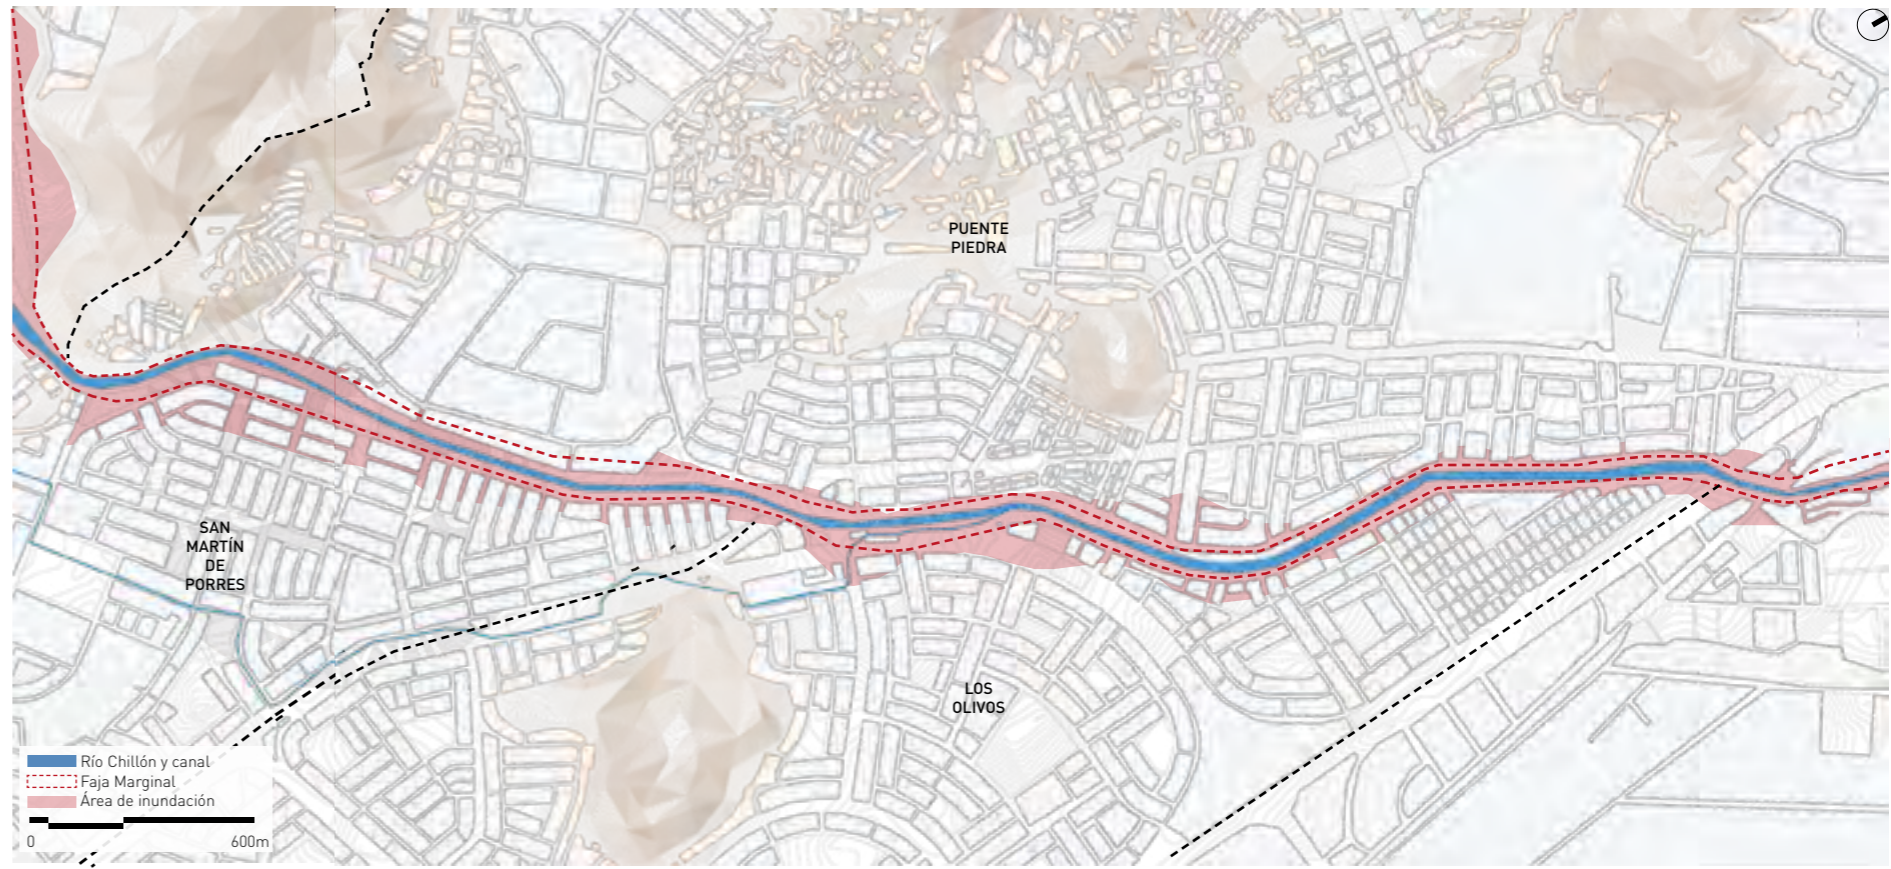 PUENTE
PIEDRA
SAN
MARTÍN
DE
PORRES
LOS
OLIVOS
Río Chillón y canal
Faja Marginal
Área de inundación
0 600m